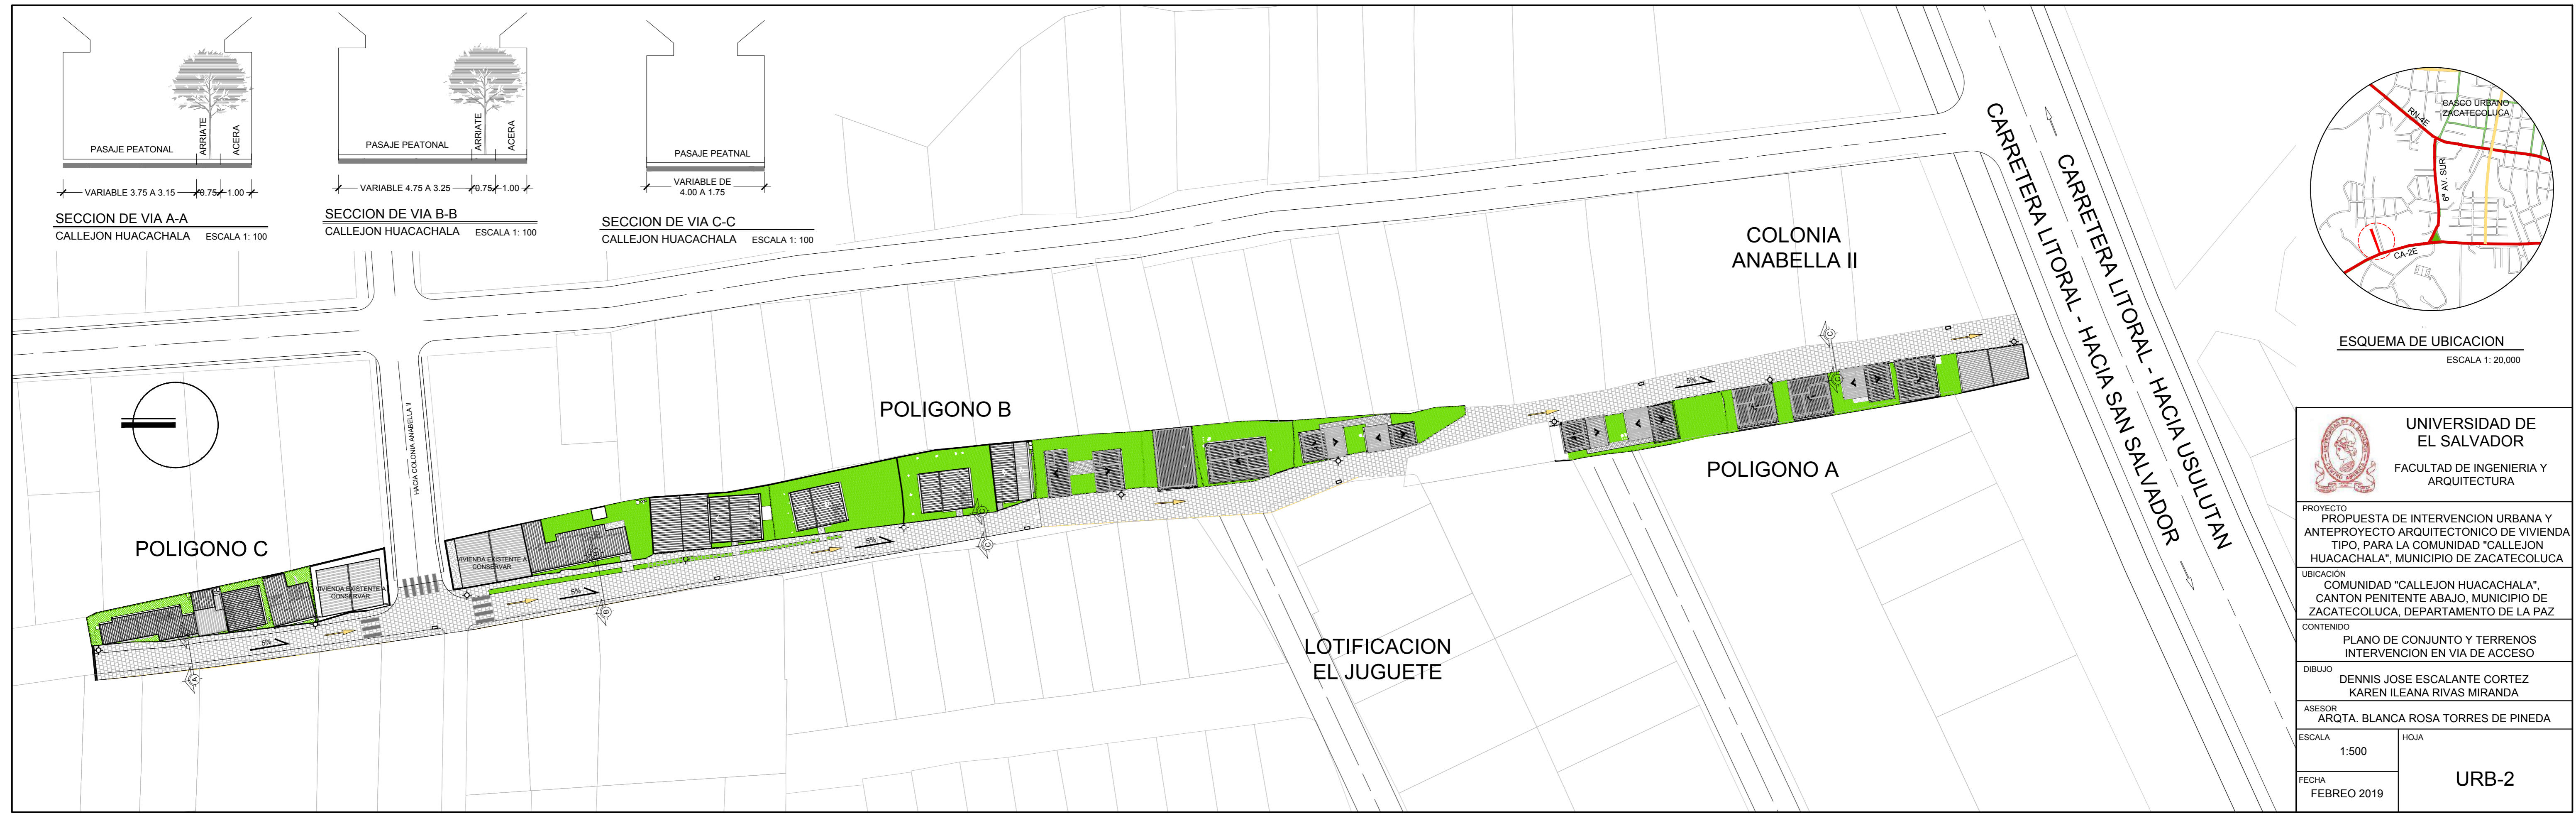 PASAJE PEATONAL
ARRIATE
ACERA
VARIABLE 3.75 A 3.15
0.75
1.00
SECCION DE VIA A-A
CALLEJON HUACACHALA ESCALA 1: 100
PASAJE PEATONAL
ARRIATE
ACERA
VARIABLE 4.75 A 3.25
0.75
1.00
SECCION DE VIA B-B
CALLEJON HUACACHALA ESCALA 1: 100
PASAJE PEATNAL
VARIABLE DE
4.00 A 1.75
SECCION DE VIA C-C
CALLEJON HUACACHALA ESCALA 1: 100
COLONIA
ANABELLA II
CARRETERA LITORAL - HACIA SAN SALVADOR
CARRETERA LITORAL - HACIA USULUTAN
POLIGONO C
HACIA COLONIA ANABELLA II
POLIGONO B
POLIGONO A
LOTIFICACION
EL JUGUETE
VIVIENDA EXISTENTE A
CONSERVAR
VIVIENDA EXISTENTE A
CONSERVAR
5%
5%
5%
5%
A
B
B
C
C
C
CASCO URBANO
ZACATECOLUCA
RN-4E
9ª AV. SUR
CA-2E
ESQUEMA DE UBICACION
ESCALA 1: 20,000
UNIVERSIDAD DE
EL SALVADOR
FACULTAD DE INGENIERIA Y
ARQUITECTURA
PROYECTO
PROPUESTA DE INTERVENCION URBANA Y
ANTEPROYECTO ARQUITECTONICO DE VIVIENDA
TIPO, PARA LA COMUNIDAD "CALLEJON
HUACACHALA", MUNICIPIO DE ZACATECOLUCA
UBICACIÓN
COMUNIDAD "CALLEJON HUACACHALA",
CANTON PENITENTE ABAJO, MUNICIPIO DE
ZACATECOLUCA, DEPARTAMENTO DE LA PAZ
CONTENIDO
PLANO DE CONJUNTO Y TERRENOS
INTERVENCION EN VIA DE ACCESO
DIBUJO
DENNIS JOSE ESCALANTE CORTEZ
KAREN ILEANA RIVAS MIRANDA
ASESOR
ARQTA. BLANCA ROSA TORRES DE PINEDA
ESCALA
1:500
HOJA
URB-2
FECHA
FEBREO 2019